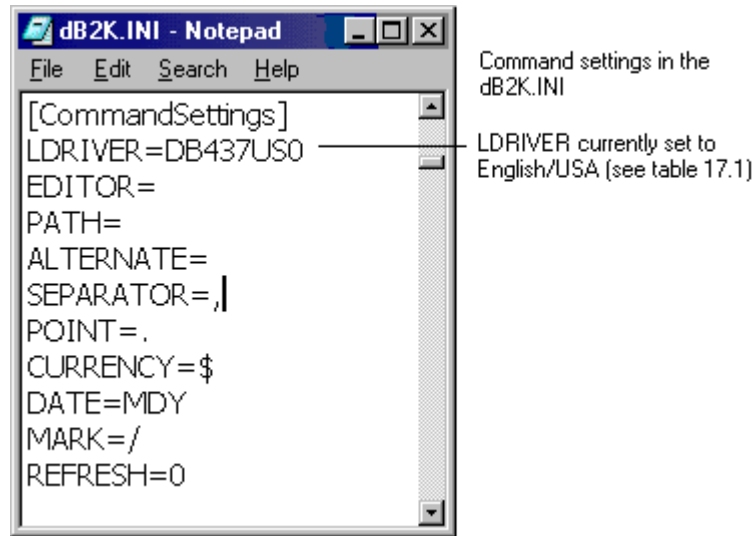 dB2K.INI - Notepad
File Edit Search Help
[CommandSettings]
LDRIVER=DB437US0
EDITOR=
PATH=
ALTERNATE=
SEPARATOR=,
POINT=.
CURRENCY=$
DATE=MDY
MARK=/
REFRESH=0
Command settings in the
dB2K.INI
LDRIVER currently set to
English/USA (see table 17.1)